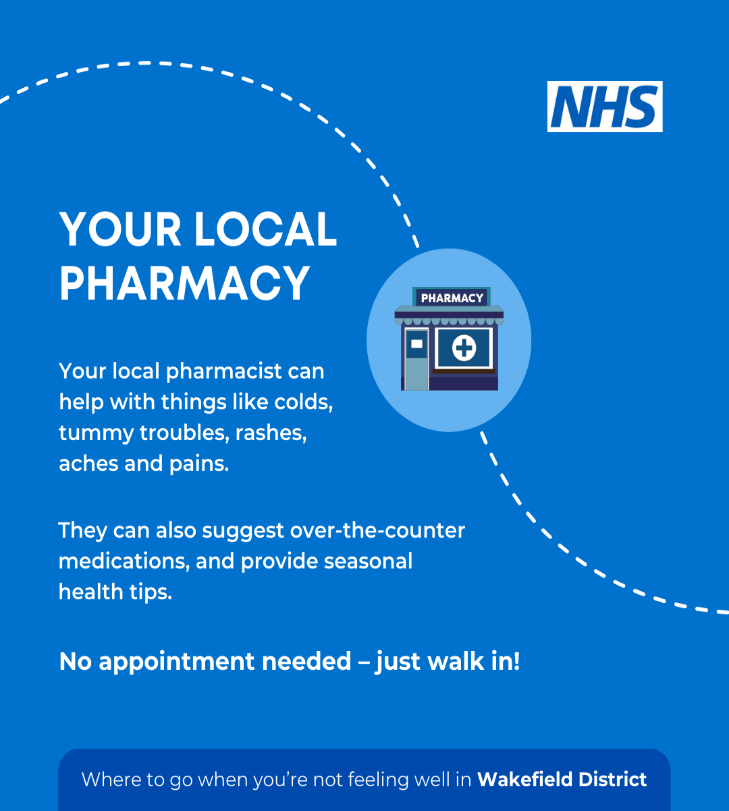 NHS
YOUR LOCAL
PHARMACY
PHARMACY
Your local pharmacist can
help with things like colds,
tummy troubles, rashes,
aches and pains.
They can also suggest over-the-counter
medications, and provide seasonal
health tips.
No appointment needed – just walk in!
Where to go when you’re not feeling well in Wakefield District